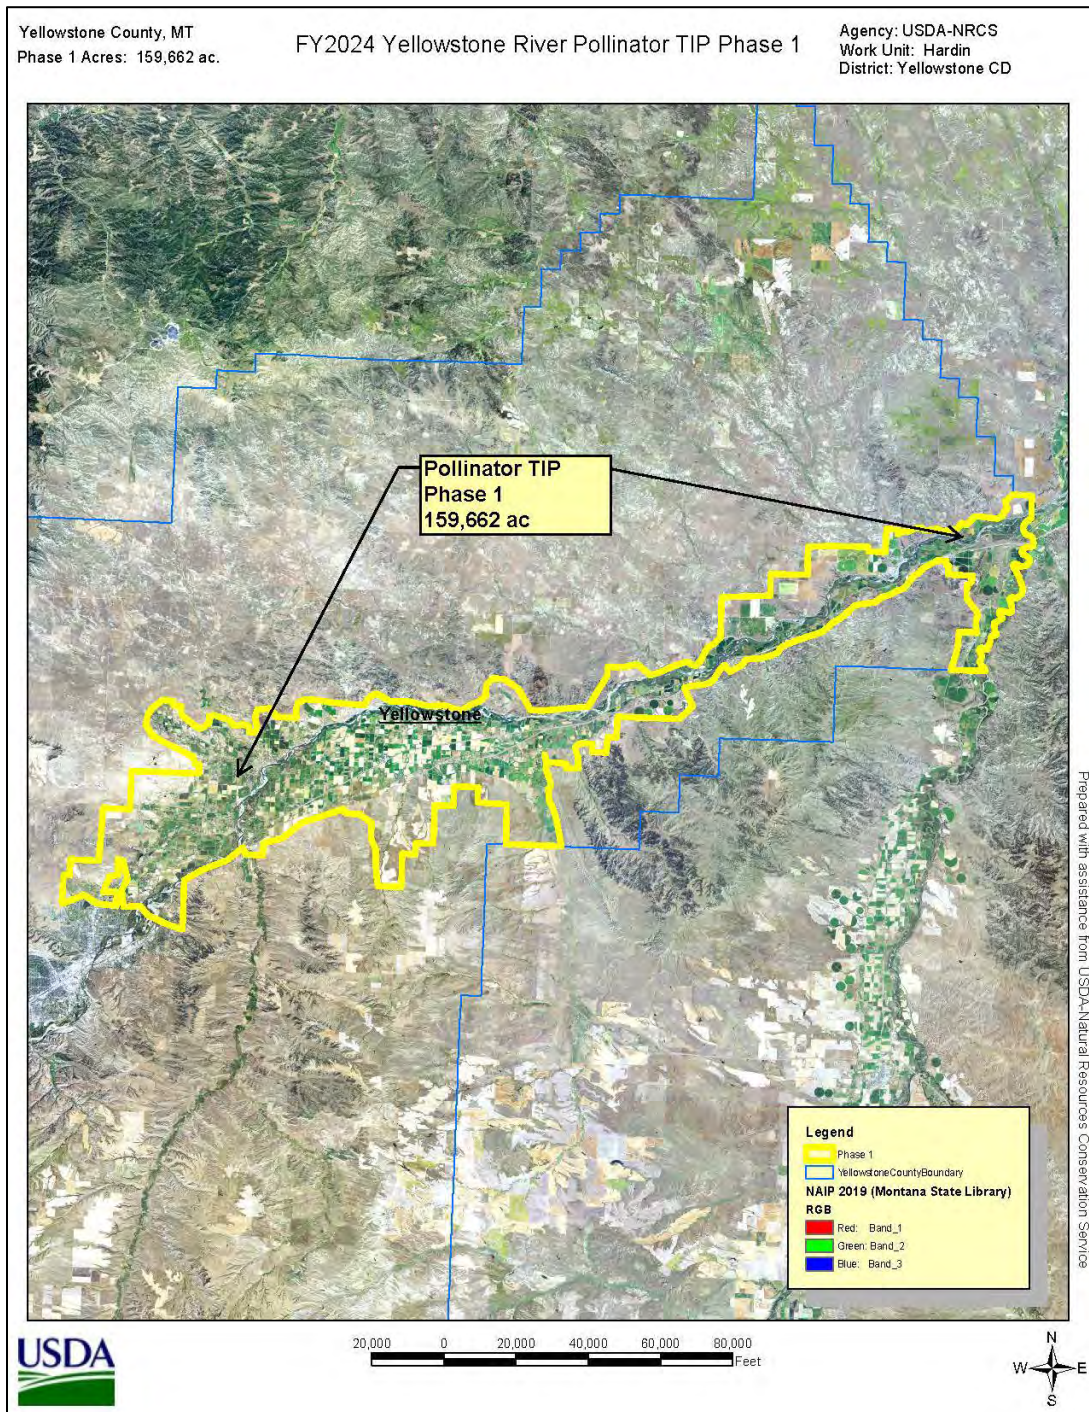 Yellowstone County, MT
Phase 1 Acres: 159,662 ac.
FY2024 Yellowstone River Pollinator TIP Phase 1
Agency: USDA-NRCS
Work Unit: Hardin
District: Yellowstone CD
Pollinator TIP
Phase 1
159,662 ac
Yellowstone
Prepared with assistance from USDA-Natural Resources Conservation Service
Legend
Phase 1
YellowstoneCountyBoundary
NAIP 2019 (Montana State Library)
RGB
Red: Band_1
Green: Band_2
Blue: Band_3
USDA
20,000 0 20,000 40,000 60,000 80,000
Feet
N
W E
S